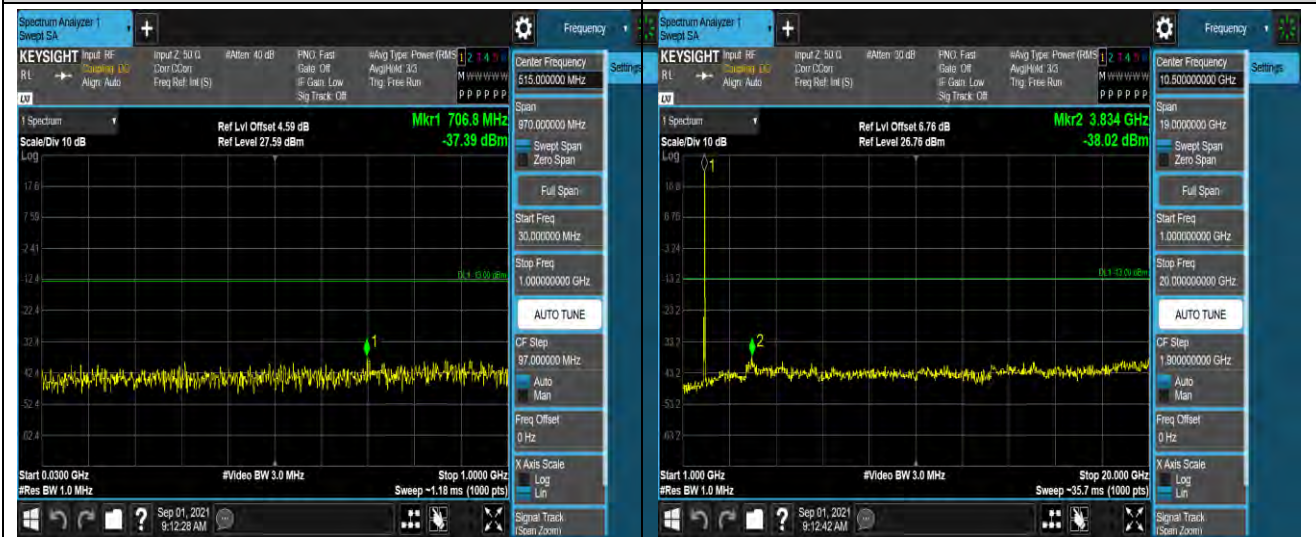 Spectrum Analyzer 1
Swept SA
+
Frequency
KEYSIGHT
Input: RF
Coupling: DC
Align: Auto
Input Z: 50 Ω
Corr CCorr
Freq Ref: Int (S)
#Atten: 40 dB
PNO: Fast
Gate: Off
IF Gain: Low
Sig Track: Off
#Avg Type: Power (RMS
Avg|Hold: 3/3
Trig: Free Run
1 2 3 4 5 6
M W W W W W
P P P P P P
RL
LXI
Center Frequency
515.000000 MHz
Settings
1 Spectrum
Scale/Div 10 dB
Ref Lvl Offset 4.59 dB
Ref Level 27.59 dBm
Mkr1 706.8 MHz
-37.39 dBm
Span
970.000000 MHz
Swept Span
Zero Span
Full Span
Start Freq
30.000000 MHz
Stop Freq
1.000000000 GHz
AUTO TUNE
CF Step
97.000000 MHz
Auto
Man
Freq Offset
0 Hz
X Axis Scale
Log
Lin
Signal Track
(Span Zoom)
Log
17.6
7.59
-2.41
-12.4
-22.4
-32.4
-42.4
-52.4
-62.4
DL1 -13.00 dBm
1
Start 0.0300 GHz
#Res BW 1.0 MHz
#Video BW 3.0 MHz
Stop 1.0000 GHz
Sweep ~1.18 ms (1000 pts)
?
Sep 01, 2021
9:12:28 AM
Spectrum Analyzer 1
Swept SA
+
Frequency
KEYSIGHT
Input: RF
Coupling: DC
Align: Auto
Input Z: 50 Ω
Corr CCorr
Freq Ref: Int (S)
#Atten: 30 dB
PNO: Fast
Gate: Off
IF Gain: Low
Sig Track: Off
#Avg Type: Power (RMS
Avg|Hold: 3/3
Trig: Free Run
1 2 3 4 5 6
M W W W W W
P P P P P P
RL
LXI
Center Frequency
10.500000000 GHz
Settings
1 Spectrum
Scale/Div 10 dB
Ref Lvl Offset 6.76 dB
Ref Level 26.76 dBm
Mkr2 3.834 GHz
-38.02 dBm
Span
19.0000000 GHz
Swept Span
Zero Span
Full Span
Start Freq
1.000000000 GHz
Stop Freq
20.000000000 GHz
AUTO TUNE
CF Step
1.900000000 GHz
Auto
Man
Freq Offset
0 Hz
X Axis Scale
Log
Lin
Signal Track
(Span Zoom)
Log
16.8
6.76
-3.24
-13.2
-23.2
-33.2
-43.2
-53.2
-63.2
DL1 -13.00 dBm
1
2
Start 1.000 GHz
#Res BW 1.0 MHz
#Video BW 3.0 MHz
Stop 20.000 GHz
Sweep ~35.7 ms (1000 pts)
?
Sep 01, 2021
9:12:42 AM